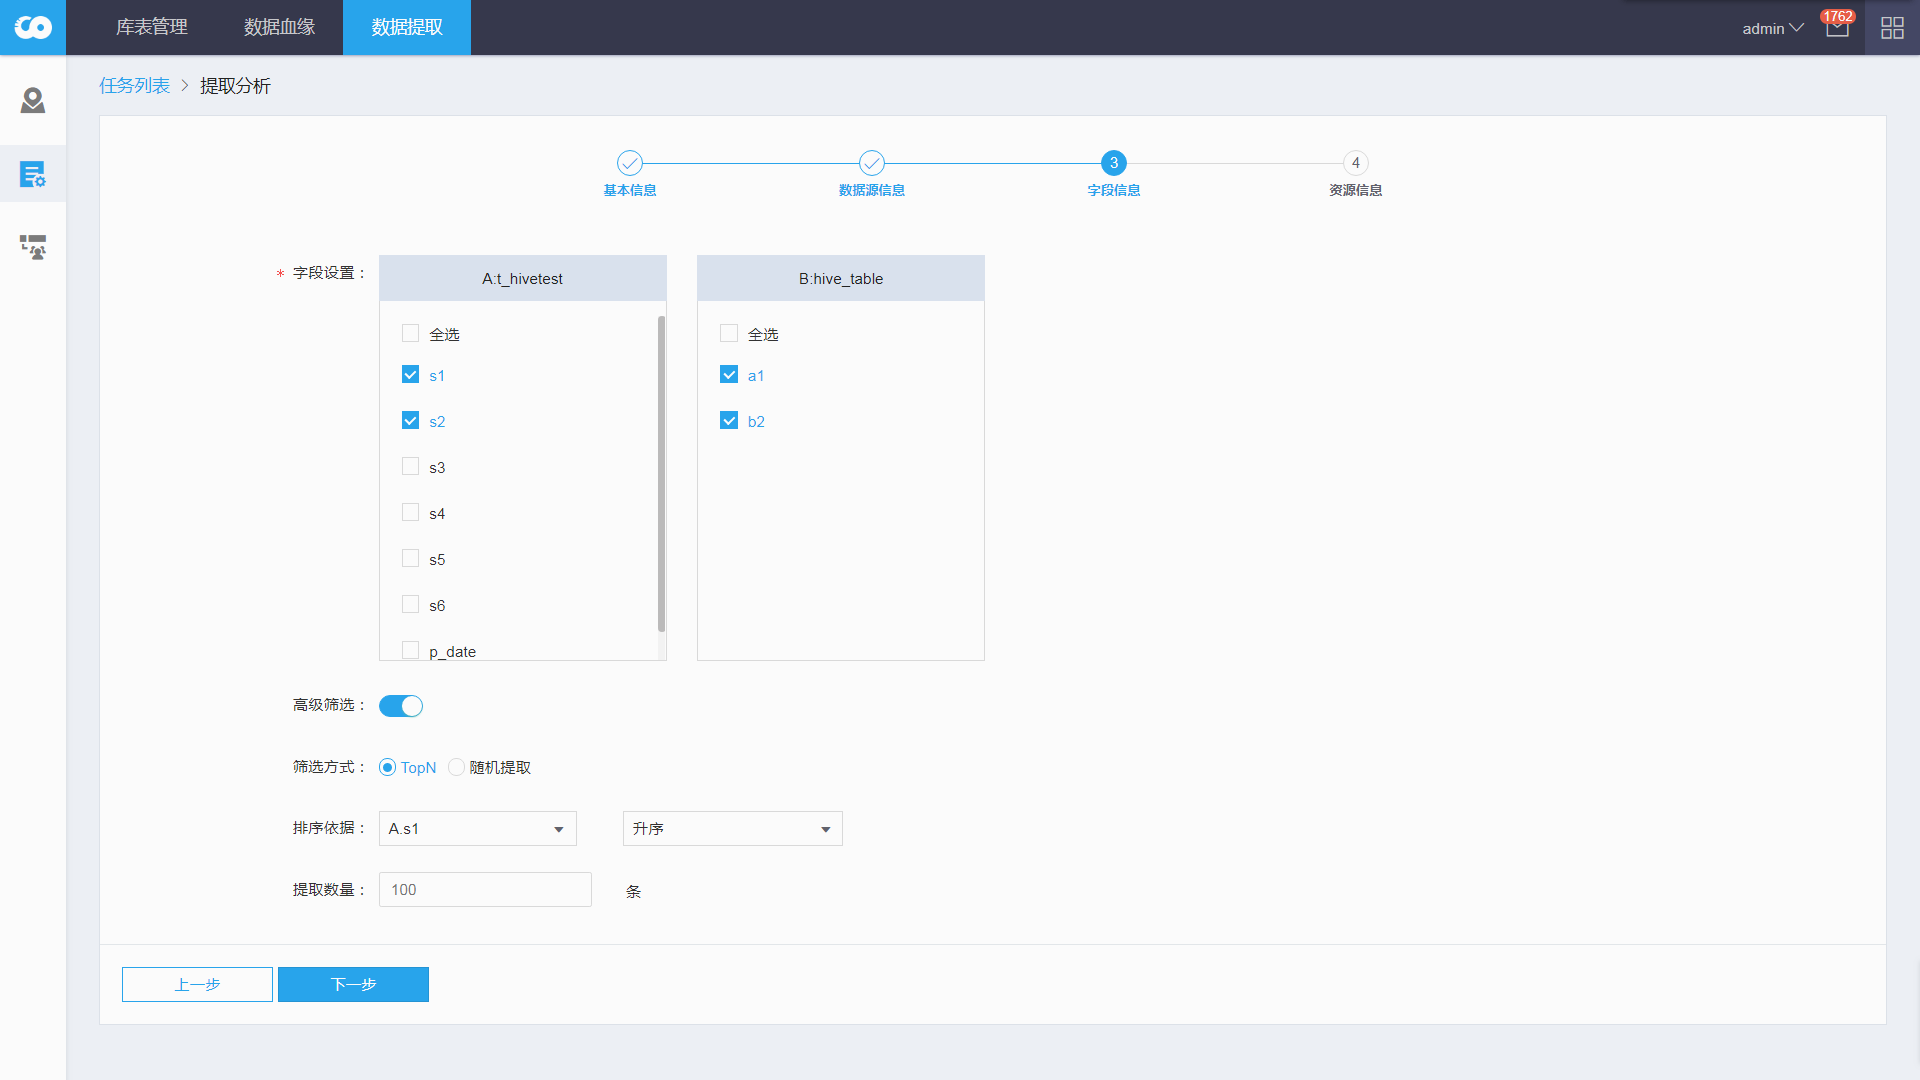 库表管理
数据血缘
数据提取
admin
1762
任务列表 > 提取分析
3
4
基本信息
数据源信息
字段信息
资源信息
* 字段设置：
A:t_hivetest
全选
s1
s2
s3
s4
s5
s6
p_date
B:hive_table
全选
a1
b2
高级筛选：
筛选方式：
TopN
随机提取
排序依据：
A.s1
升序
提取数量：
100
条
上一步
下一步